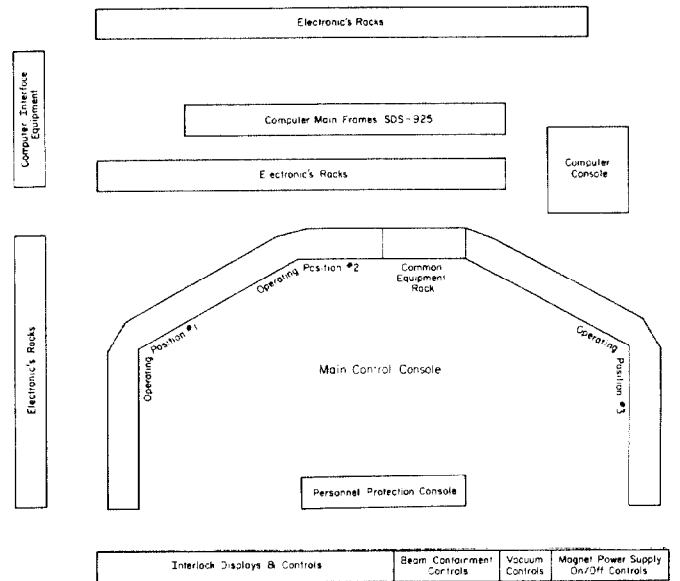 Electronic's Racks
Computer Interface
Equipment
Computer Main Frames SDS-925
Computer
Console
Electronic's Racks
Operating Position #2
Common
Equipment
Rack
Operating Position #1
Operating
Position #3
Electronic's Racks
Main Control Console
Personnel Protection Console
Interlock Displays & Controls
Beam Containment
Controls
Vacuum
Controls
Magnet Power Supply
On/Off Controls